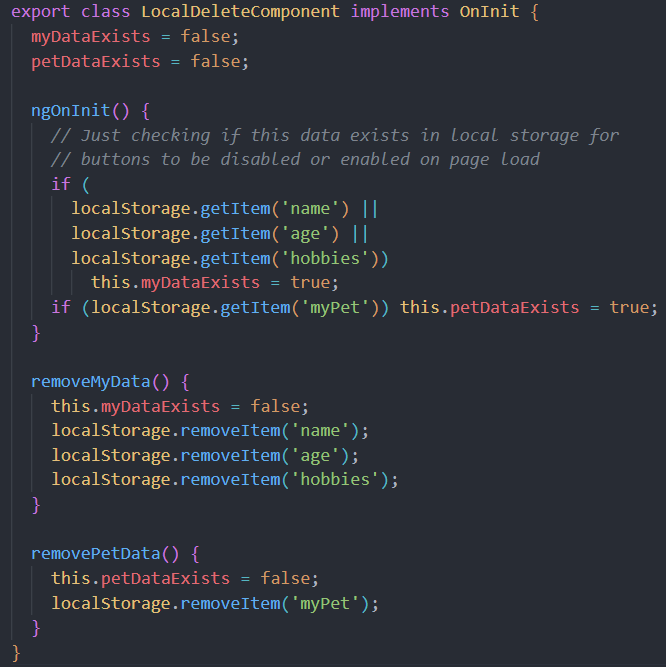 export class LocalDeleteComponent implements OnInit {
  myDataExists = false;
  petDataExists = false;

  ngOnInit() {
    // Just checking if this data exists in local storage for
    // buttons to be disabled or enabled on page load
    if (
      localStorage.getItem('name') ||
      localStorage.getItem('age') ||
      localStorage.getItem('hobbies'))
        this.myDataExists = true;
    if (localStorage.getItem('myPet')) this.petDataExists = true;
  }

  removeMyData() {
    this.myDataExists = false;
    localStorage.removeItem('name');
    localStorage.removeItem('age');
    localStorage.removeItem('hobbies');
  }

  removePetData() {
    this.petDataExists = false;
    localStorage.removeItem('myPet');
  }
}